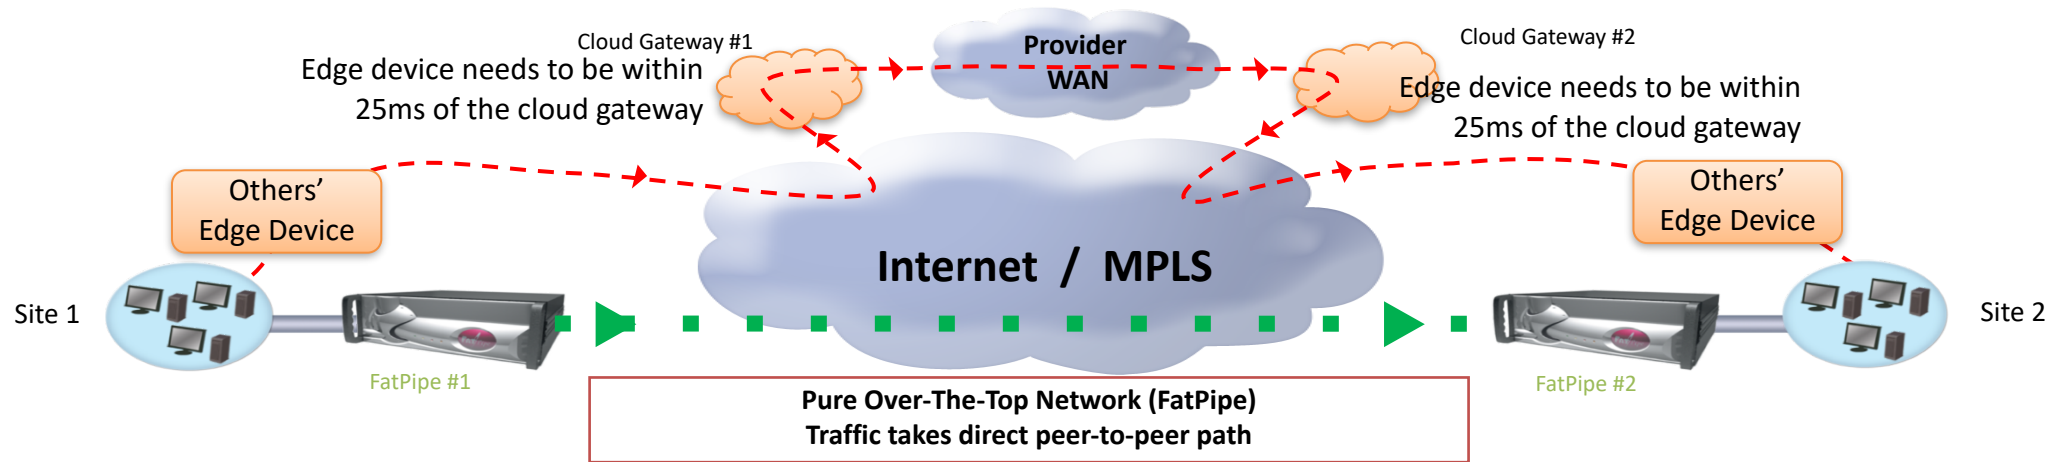 Cloud Gateway #1
Edge device needs to be within
25ms of the cloud gateway
Provider
WAN
Cloud Gateway #2
Edge device needs to be within
25ms of the cloud gateway
Others’
Edge Device
Others’
Edge Device
Internet / MPLS
Site 1
Site 2
FatPipe #1
FatPipe #2
Pure Over-The-Top Network (FatPipe)
Traffic takes direct peer-to-peer path